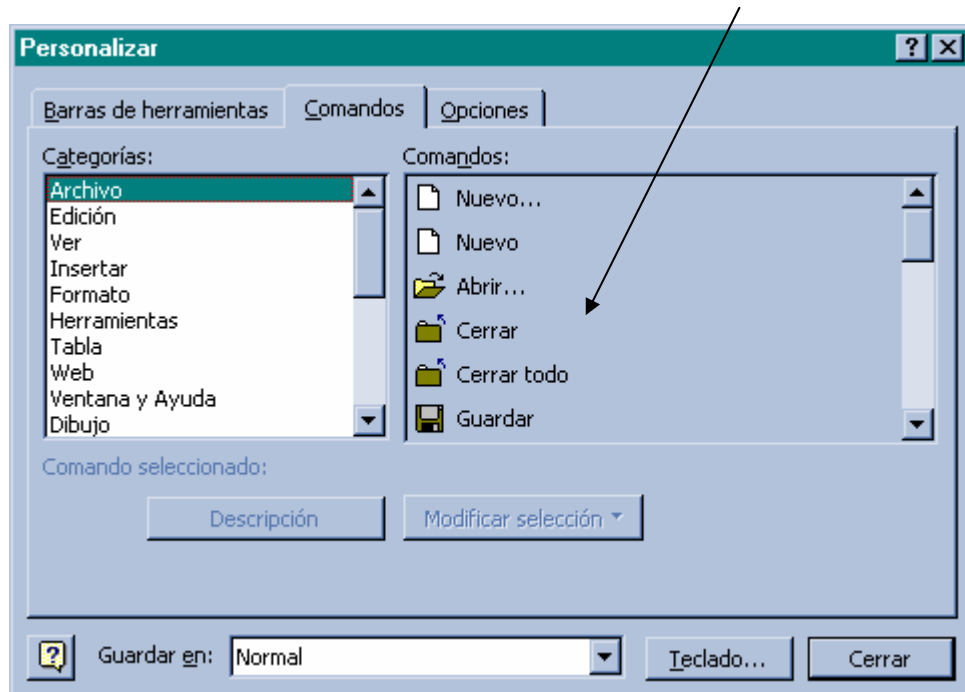 Personalizar
Barras de herramientas Comandos Opciones
Categorías: Comandos:
Archivo
Edición
Ver
Insertar
Formato
Herramientas
Tabla
Web
Ventana y Ayuda
Dibujo
Nuevo...
Nuevo
Abrir...
Cerrar
Cerrar todo
Guardar
Comando seleccionado:
Descripción Modificar selección
Guardar en: Normal Teclado... Cerrar